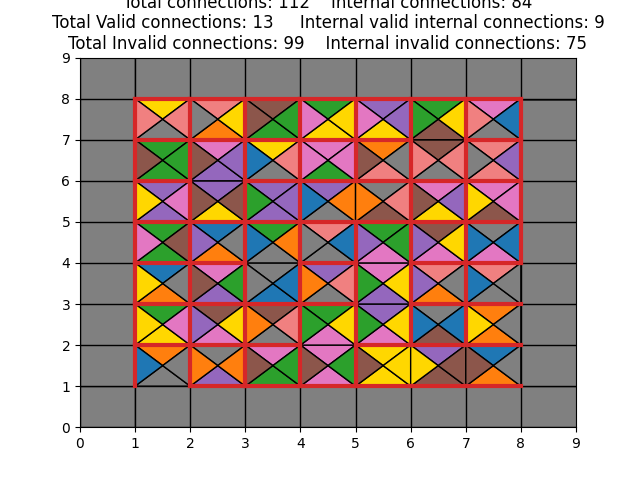 Total connections: 112    Internal connections: 84
Total Valid connections: 13    Internal valid internal connections: 9
Total Invalid connections: 99    Internal invalid connections: 75
9
8
7
6
5
4
3
2
1
0
0 1 2 3 4 5 6 7 8 9